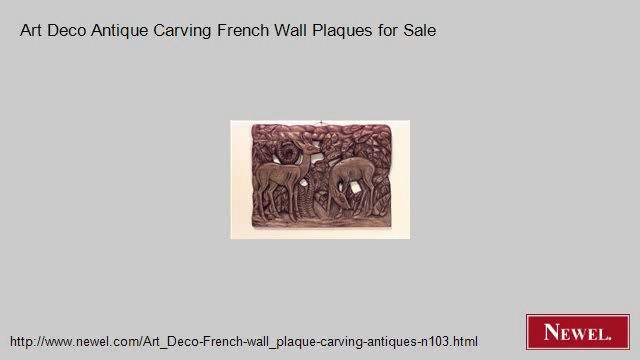 Art Deco Antique Carving French Wall Plaques for Sale
NEWEL.
http://www.newel.com/Art_Deco-French-wall_plaque-carving-antiques-n103.html